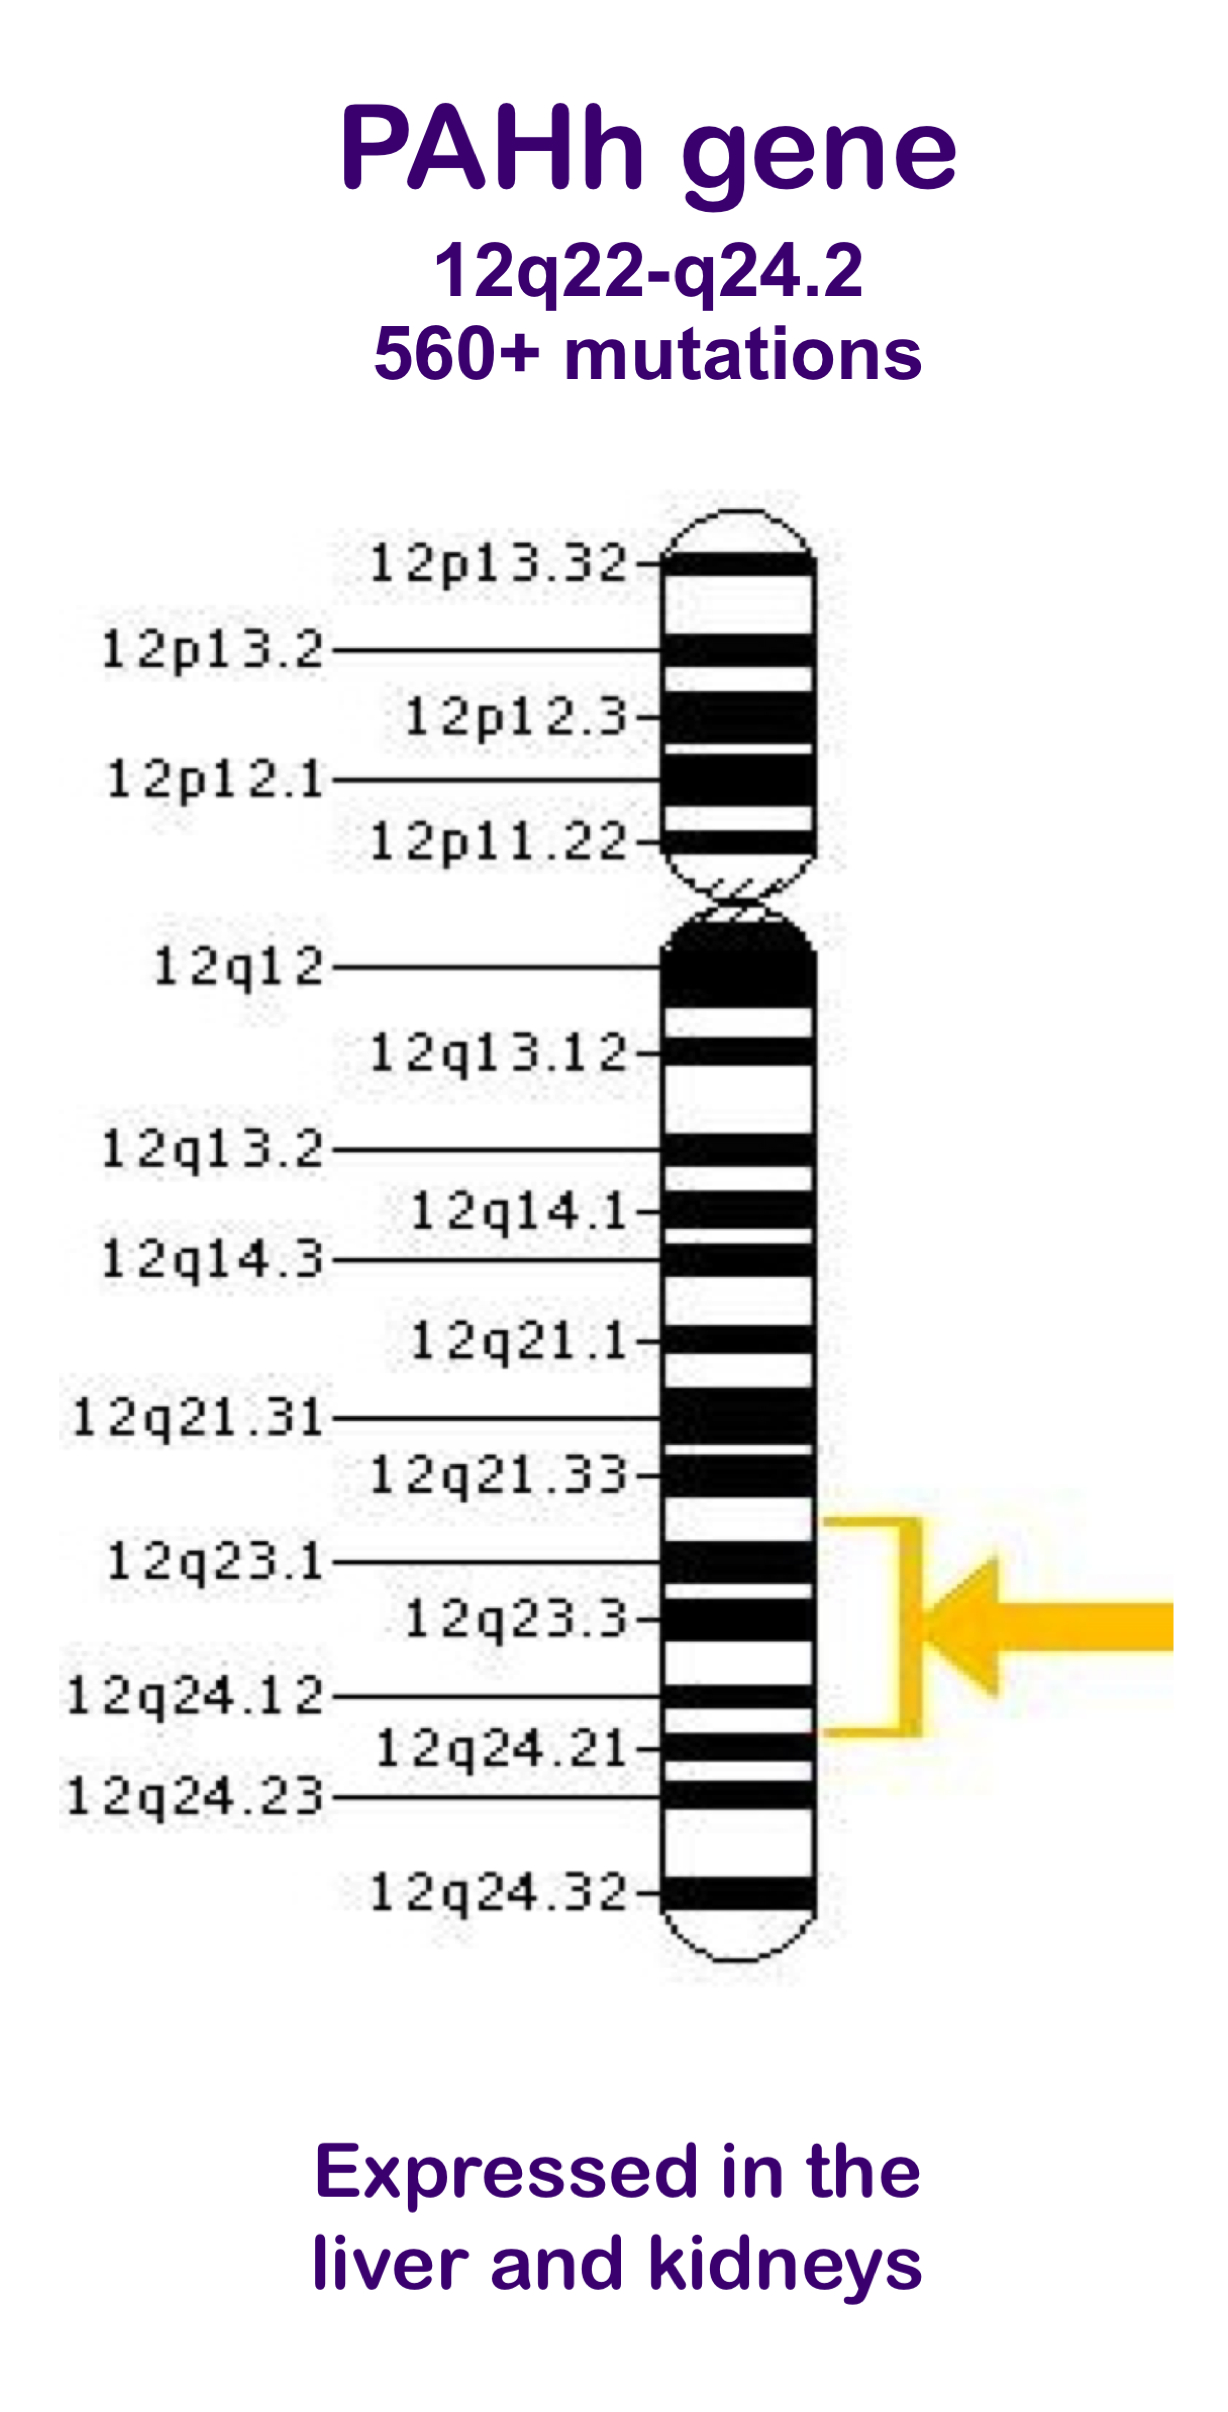 PAHh gene
12q22-q24.2
560+ mutations
12p13.32
12p13.2
12p12.3
12p12.1
12p11.22
12q12
12q13.12
12q13.2
12q14.1
12q14.3
12q21.1
12q21.31
12q21.33
12q23.1
12q23.3
12q24.12
12q24.21
12q24.23
12q24.32
Expressed in the
liver and kidneys